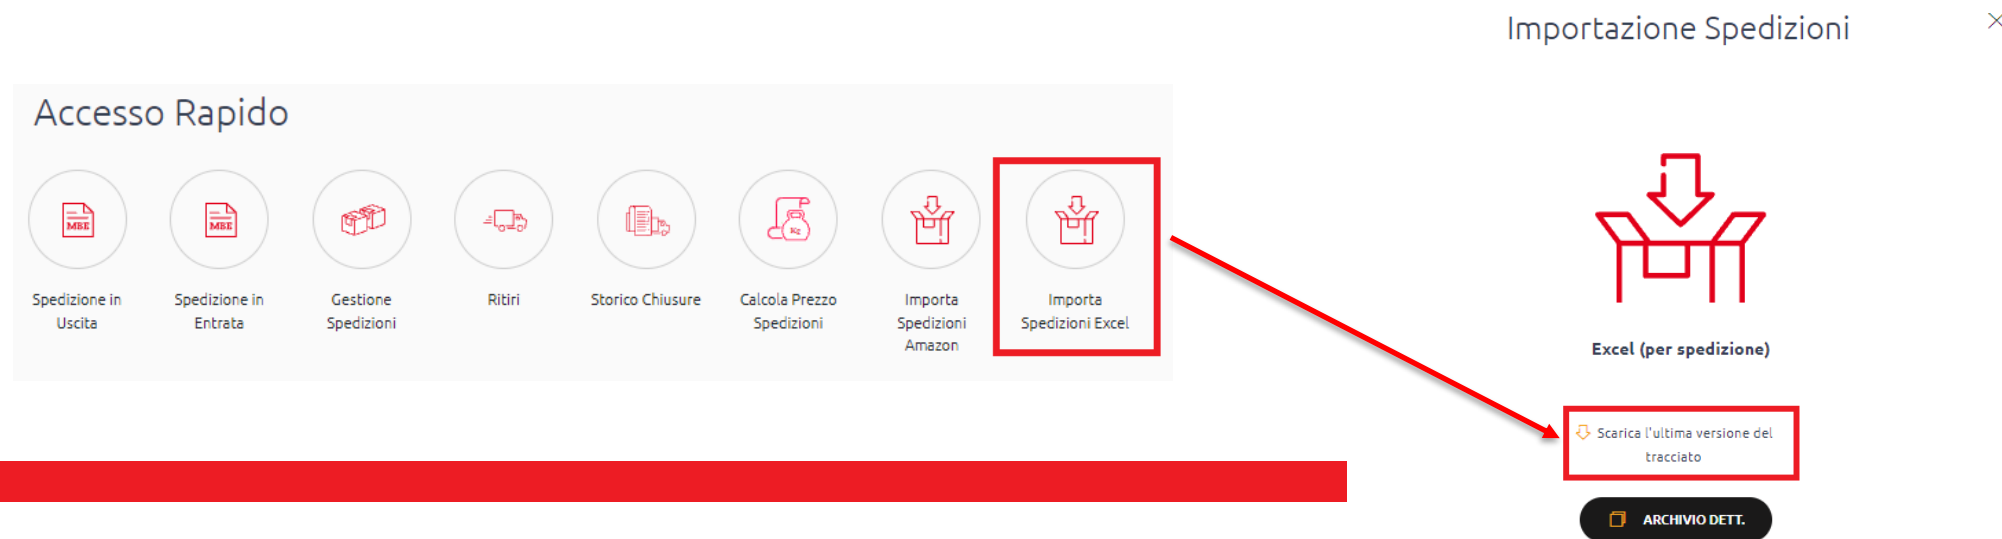 Importazione Spedizioni
Accesso Rapido
MBE
MBE
Kg
Spedizione in
Uscita
Spedizione in
Entrata
Gestione
Spedizioni
Ritiri
Storico Chiusure
Calcola Prezzo
Spedizioni
Importa
Spedizioni
Amazon
Importa
Spedizioni Excel
Excel (per spedizione)
Scarica l'ultima versione del
tracciato
ARCHIVIO DETT.